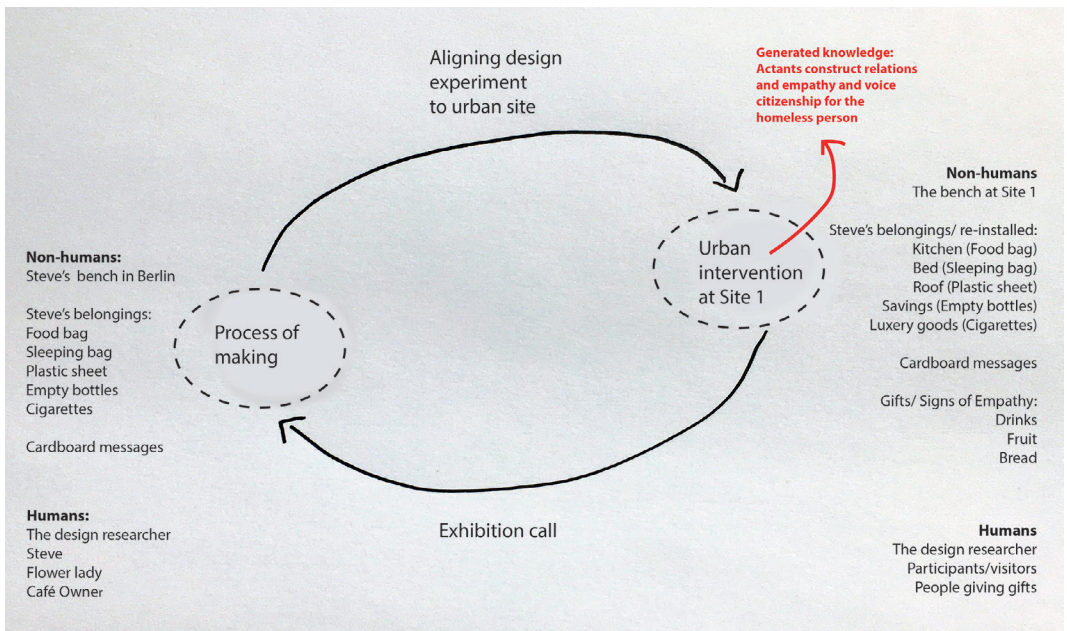 Aligning design
experiment
to urban site
Generated knowledge:
Actants construct relations
and empathy and voice
citizenship for the
homeless person
Non-humans:
Steve's bench in Berlin
Steve's belongings:
Food bag
Sleeping bag
Plastic sheet
Empty bottles
Cigarettes
Cardboard messages
Humans:
The design researcher
Steve
Flower lady
Café Owner
Process of
making
Urban
intervention
at Site 1
Exhibition call
Non-humans
The bench at Site 1
Steve's belongings/ re-installed:
Kitchen (Food bag)
Bed (Sleeping bag)
Roof (Plastic sheet)
Savings (Empty bottles)
Luxery goods (Cigarettes)
Cardboard messages
Gifts/ Signs of Empathy:
Drinks
Fruit
Bread
Humans
The design researcher
Participants/visitors
People giving gifts